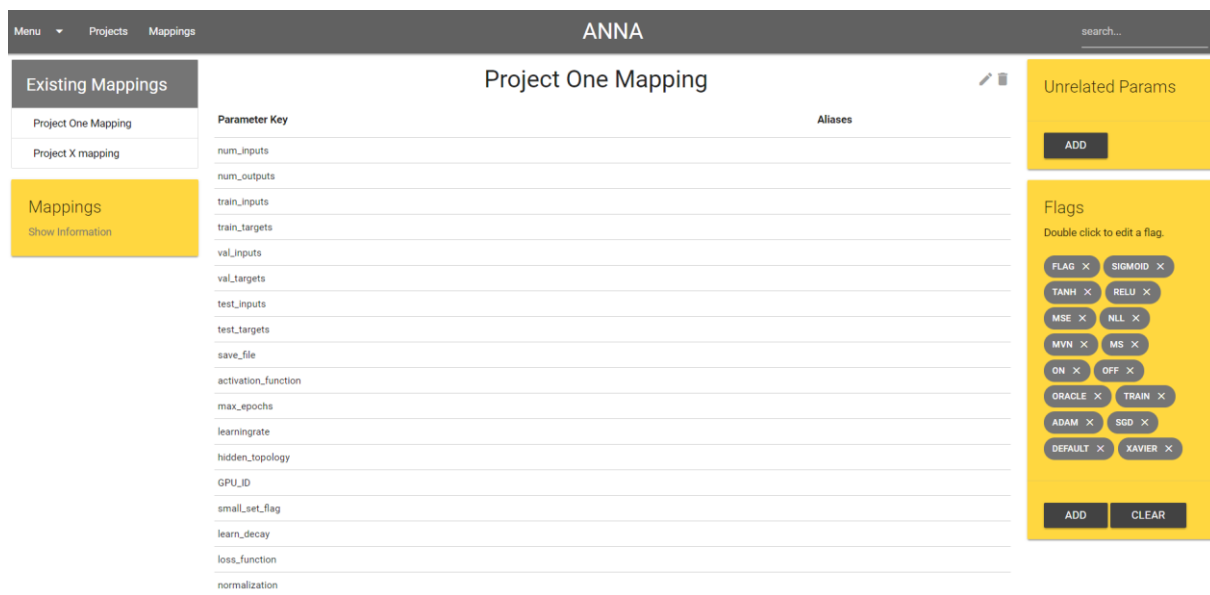 Menu Projects Mappings ANNA search...
Existing Mappings
Project One Mapping
Project X mapping
Mappings
Show Information
Project One Mapping
Parameter Key Aliases
num_inputs
num_outputs
train_inputs
train_targets
val_inputs
val_targets
test_inputs
test_targets
save_file
activation_function
max_epochs
learningrate
hidden_topology
GPU_ID
small_set_flag
learn_decay
loss_function
normalization
Unrelated Params
ADD
Flags
Double click to edit a flag.
FLAG × SIGMOID ×
TANH × RELU ×
MSE × NLL ×
MVN × MS ×
ON × OFF ×
ORACLE × TRAIN ×
ADAM × SGD ×
DEFAULT × XAVIER ×
ADD CLEAR